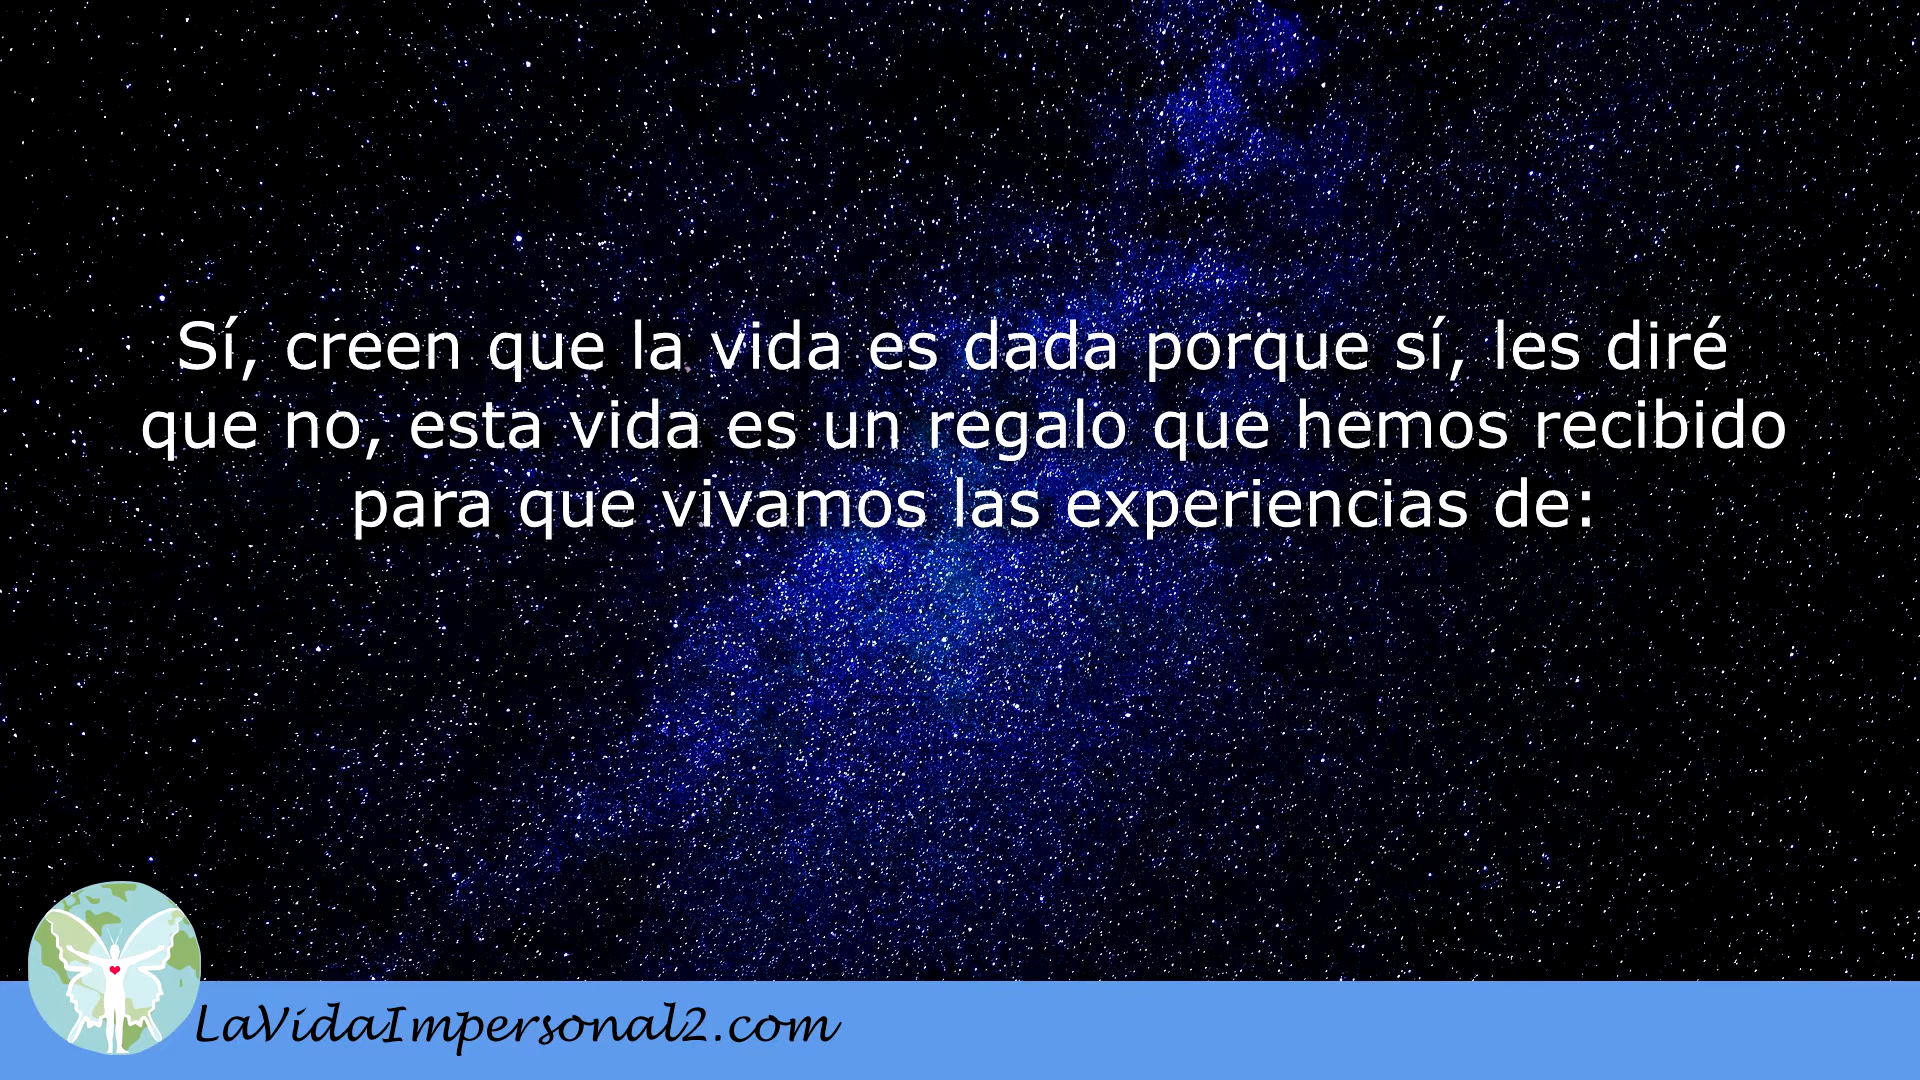 Sí, creen que la vida es dada porque sí, les diré
que no, esta vida es un regalo que hemos recibido
para que vivamos las experiencias de:
LaVidaImpersonal2.com